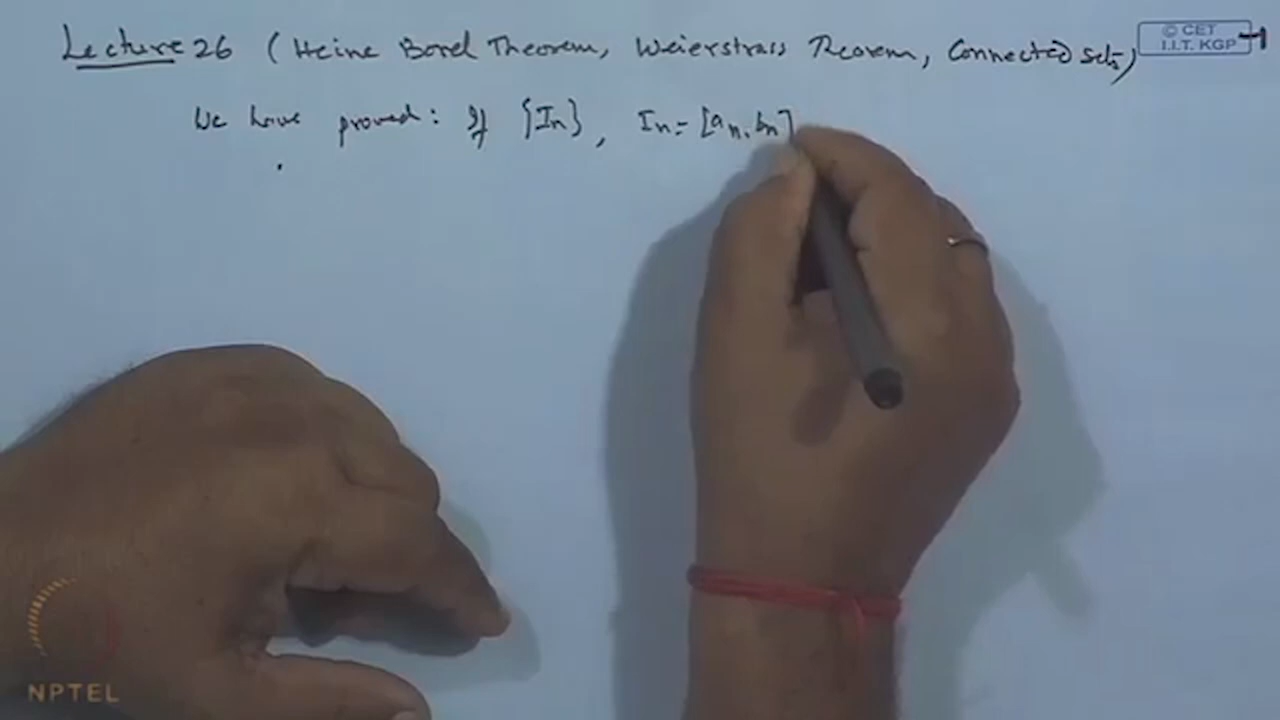 Lecture 26 (Heine Borel Theorem, Weierstrass Theorem, Connected Sets)
© CET
I.I.T. KGP
We have proved: If {In}, In = [an, bn]
NPTEL